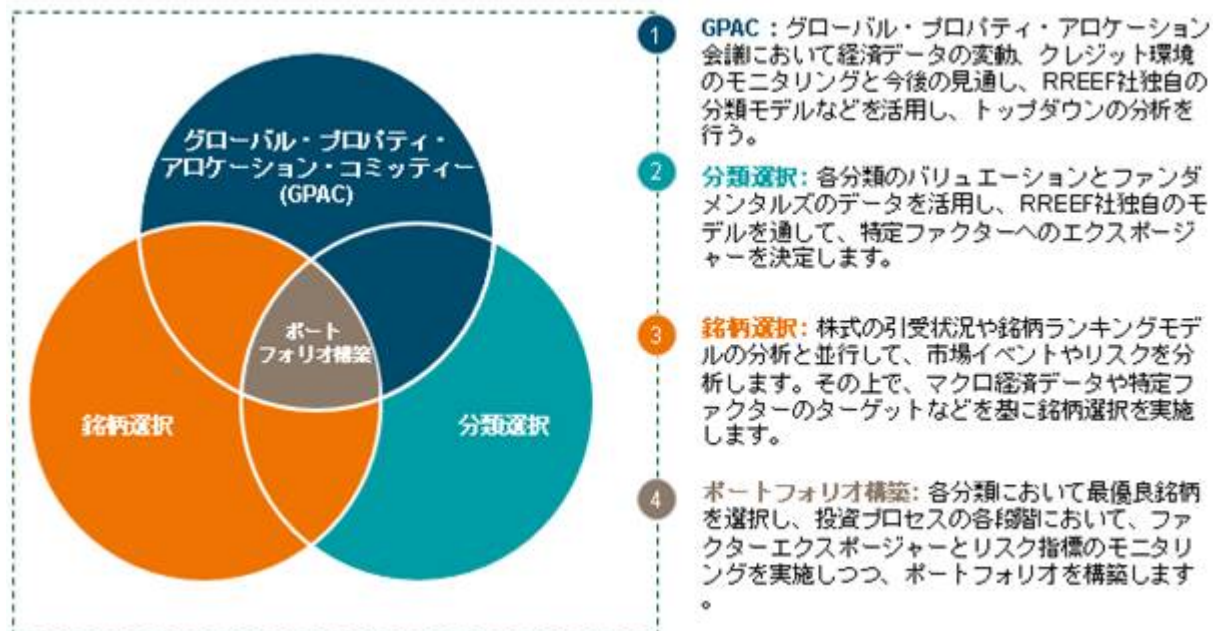 グローバル・プロパティ・
アロケーション・コミッティー
(GPAC)
ポート
フォリオ構築
銘柄選択
分類選択
1
GPAC：グローバル・プロパティ・アロケーション
会議において経済データの変動、クレジット環境
のモニタリングと今後の見通し、RREEF社独自の
分類モデルなどを活用し、トップダウンの分析を
行う。
2
分類選択: 各分類のバリュエーションとファンダ
メンタルズのデータを活用し、RREEF社独自のモ
デルを通して、特定ファクターへのエクスポージ
ャーを決定します。
3
銘柄選択: 株式の引受状況や銘柄ランキングモデ
ルの分析と並行して、市場イベントやリスクを分
析します。その上で、マクロ経済データや特定フ
ァクターのターゲットなどを基に銘柄選択を実施
します。
4
ポートフォリオ構築: 各分類において最優良銘柄
を選択し、投資プロセスの各段階において、ファ
クターエクスポージャーとリスク指標のモニタリ
ングを実施しつつ、ポートフォリオを構築します
。